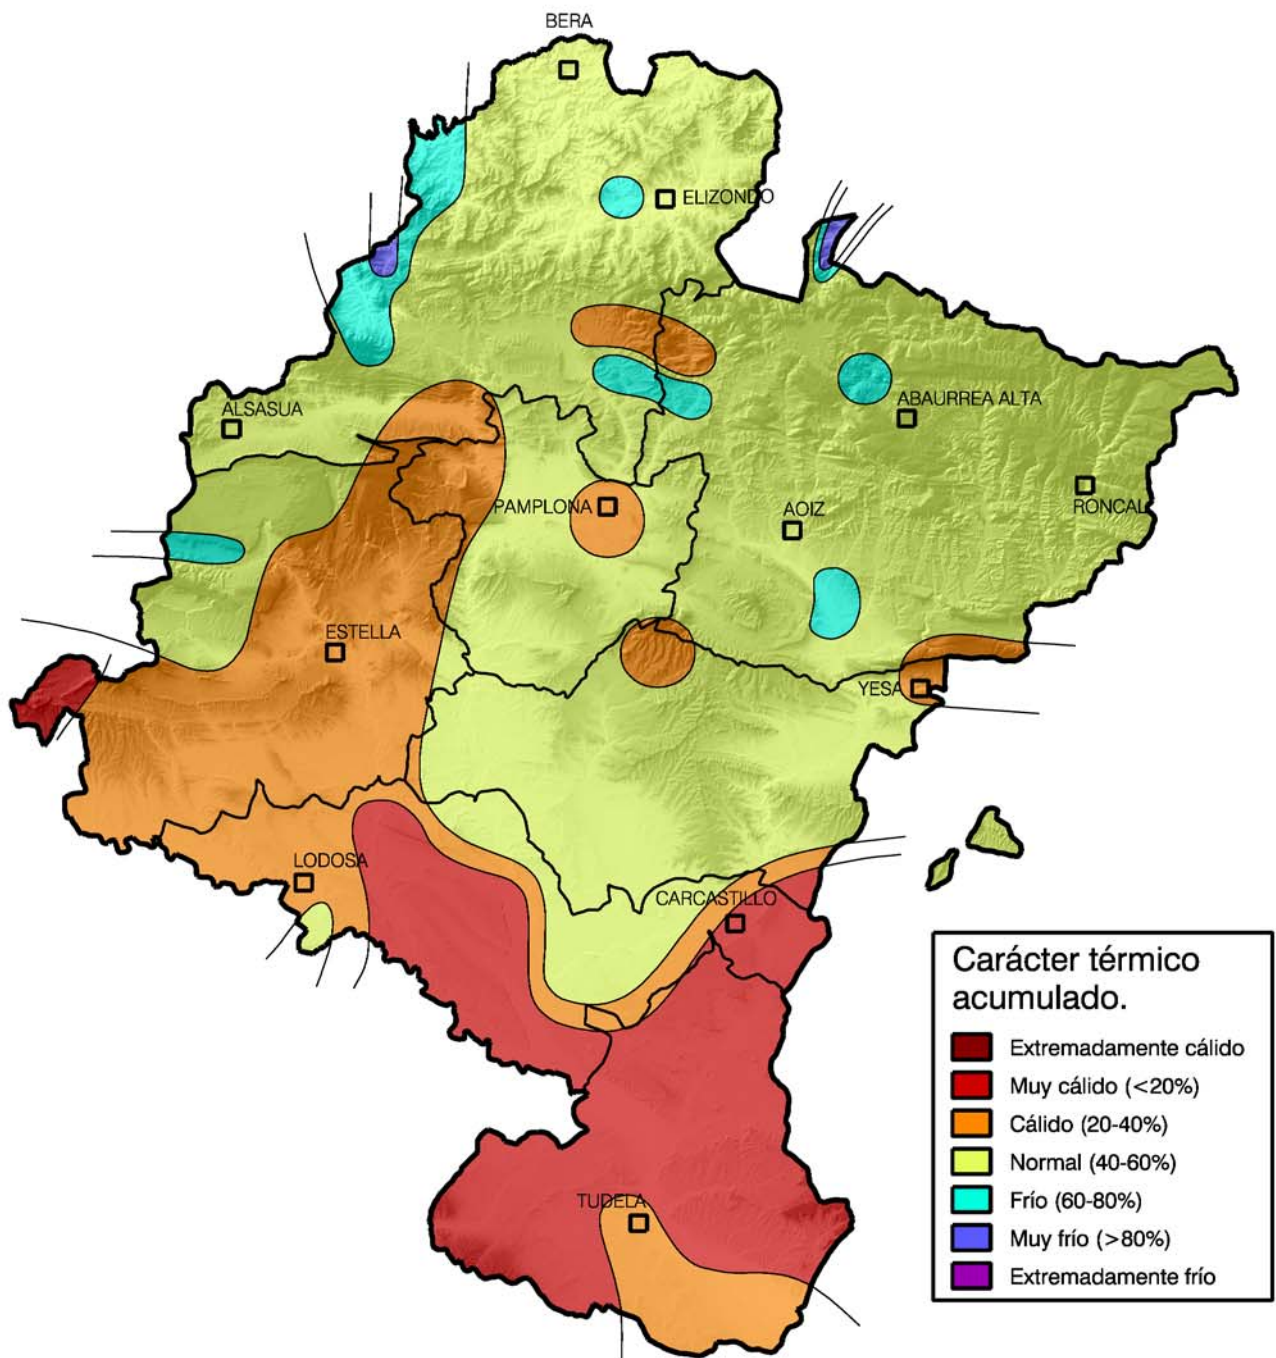 BERA
ELIZONDO
ABAURREA ALTA
ALSASUA
PAMPLONA
AOIZ
RONCAL
ESTELLA
YESA
LODOSA
CARCASTILLO
TUDELA
Carácter térmico
acumulado.
Extremadamente cálido
Muy cálido (<20%)
Cálido (20-40%)
Normal (40-60%)
Frío (60-80%)
Muy frío (>80%)
Extremadamente frío